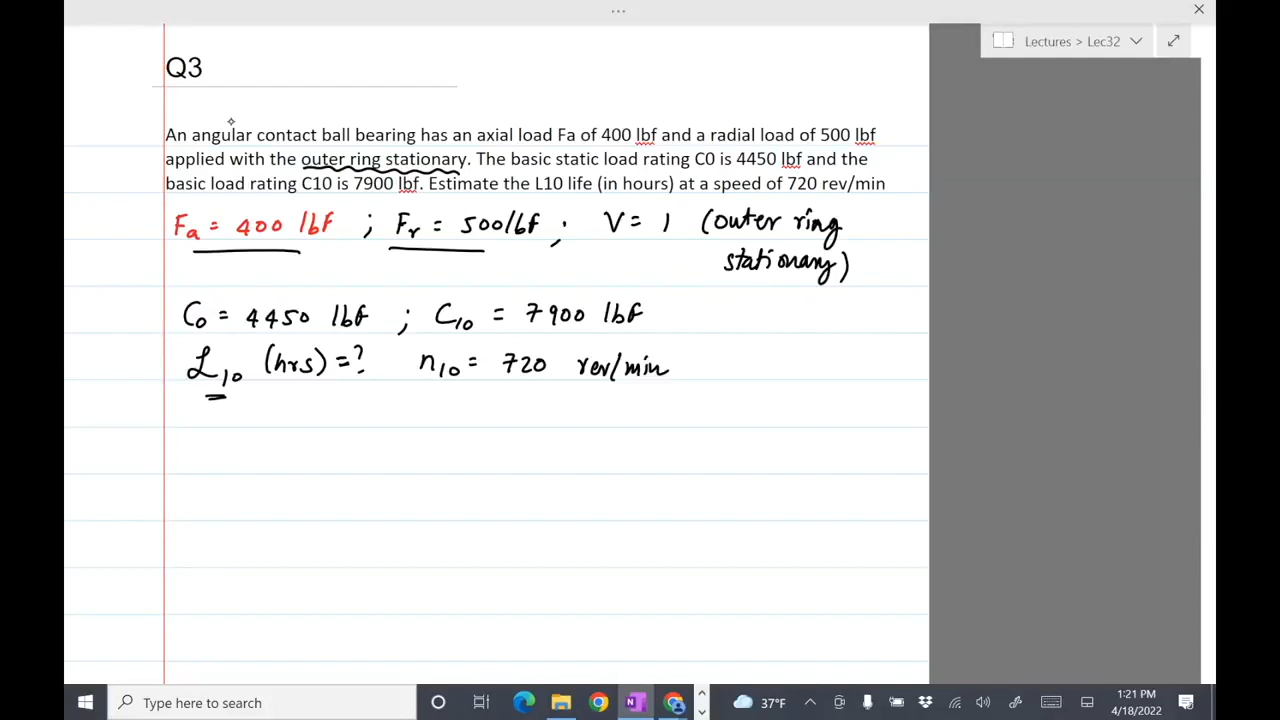 Lectures > Lec32
Q3
An angular contact ball bearing has an axial load Fa of 400 lbf and a radial load of 500 lbf
applied with the outer ring stationary. The basic static load rating C0 is 4450 lbf and the
basic load rating C10 is 7900 lbf. Estimate the L10 life (in hours) at a speed of 720 rev/min
Fa = 400 lbf ; Fr = 500 lbf ; V = 1 (outer ring
stationary)
C0 = 4450 lbf ; C10 = 7900 lbf
L10 (hrs) = ? n10 = 720 rev/min
Type here to search
37°F
1:21 PM
4/18/2022